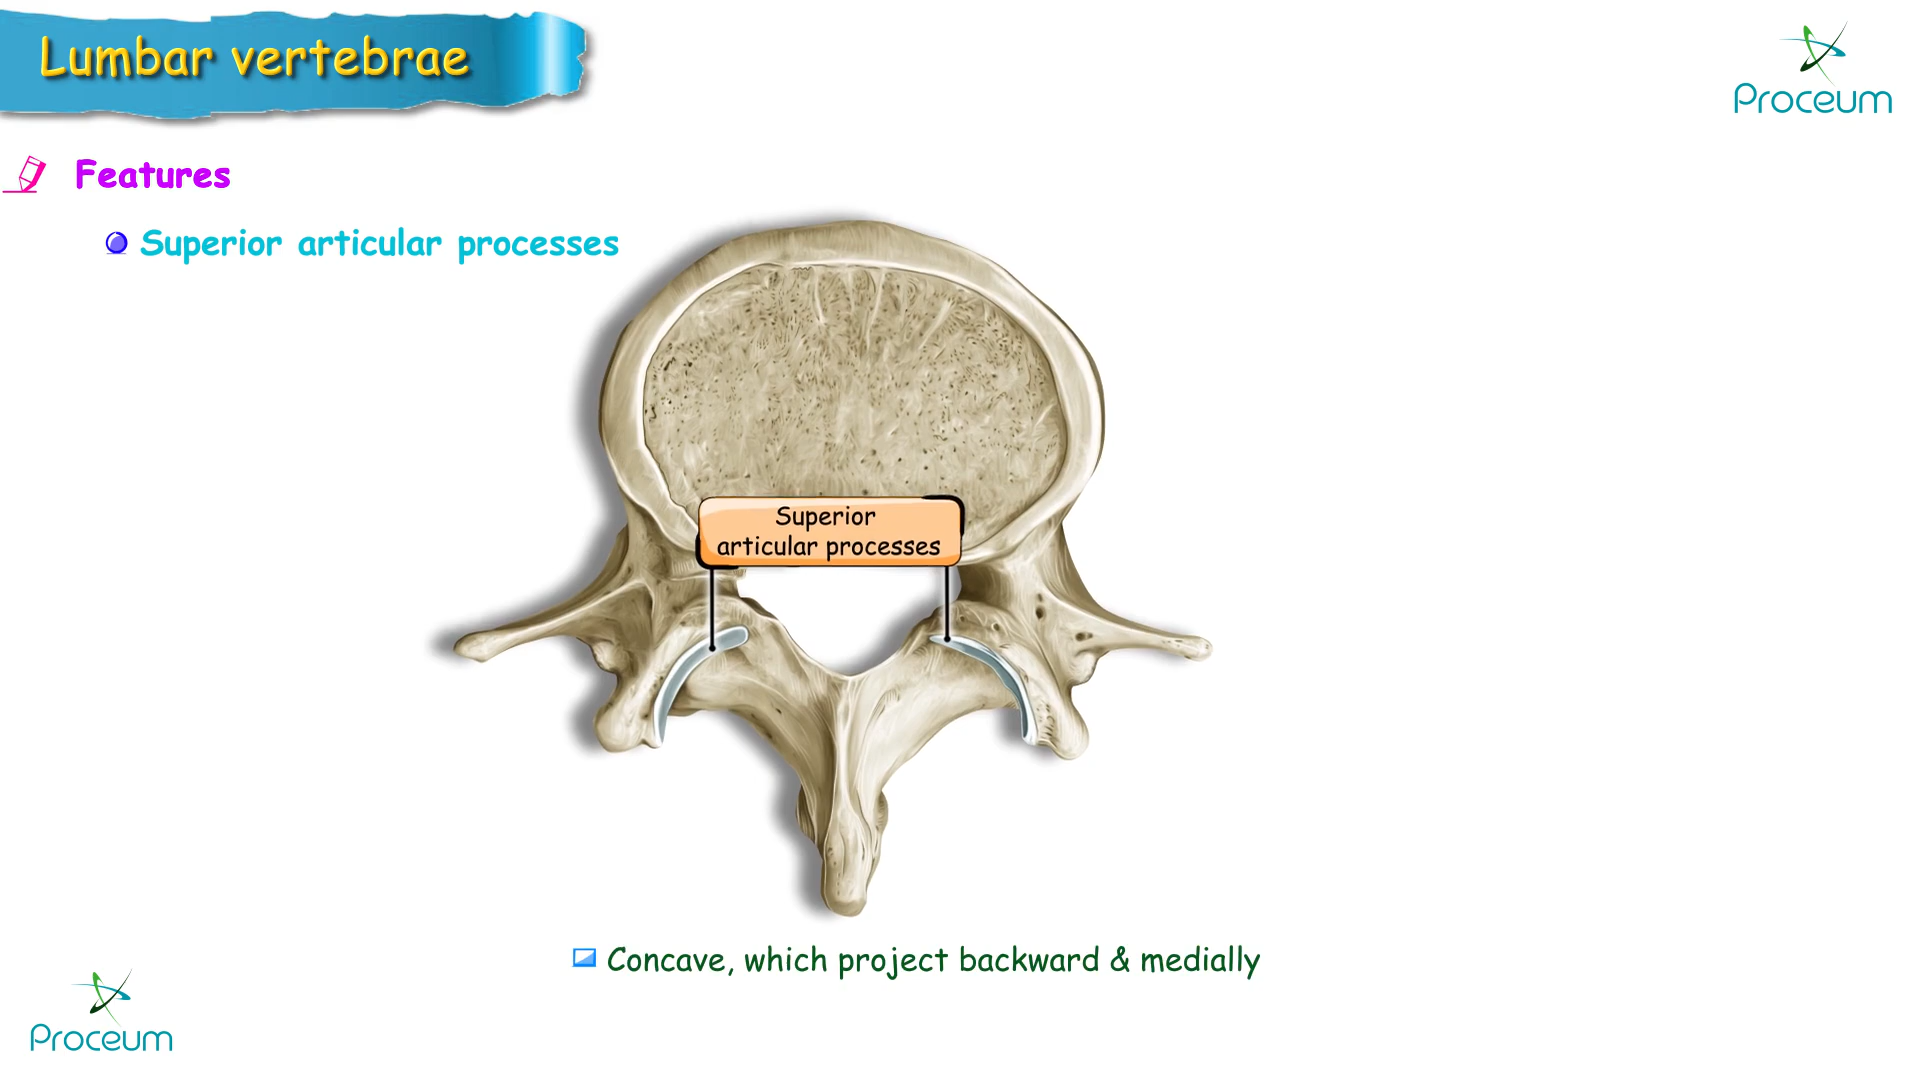 Lumbar vertebrae
Proceum
Features
Superior articular processes
Superior
articular processes
Concave, which project backward & medially
Proceum